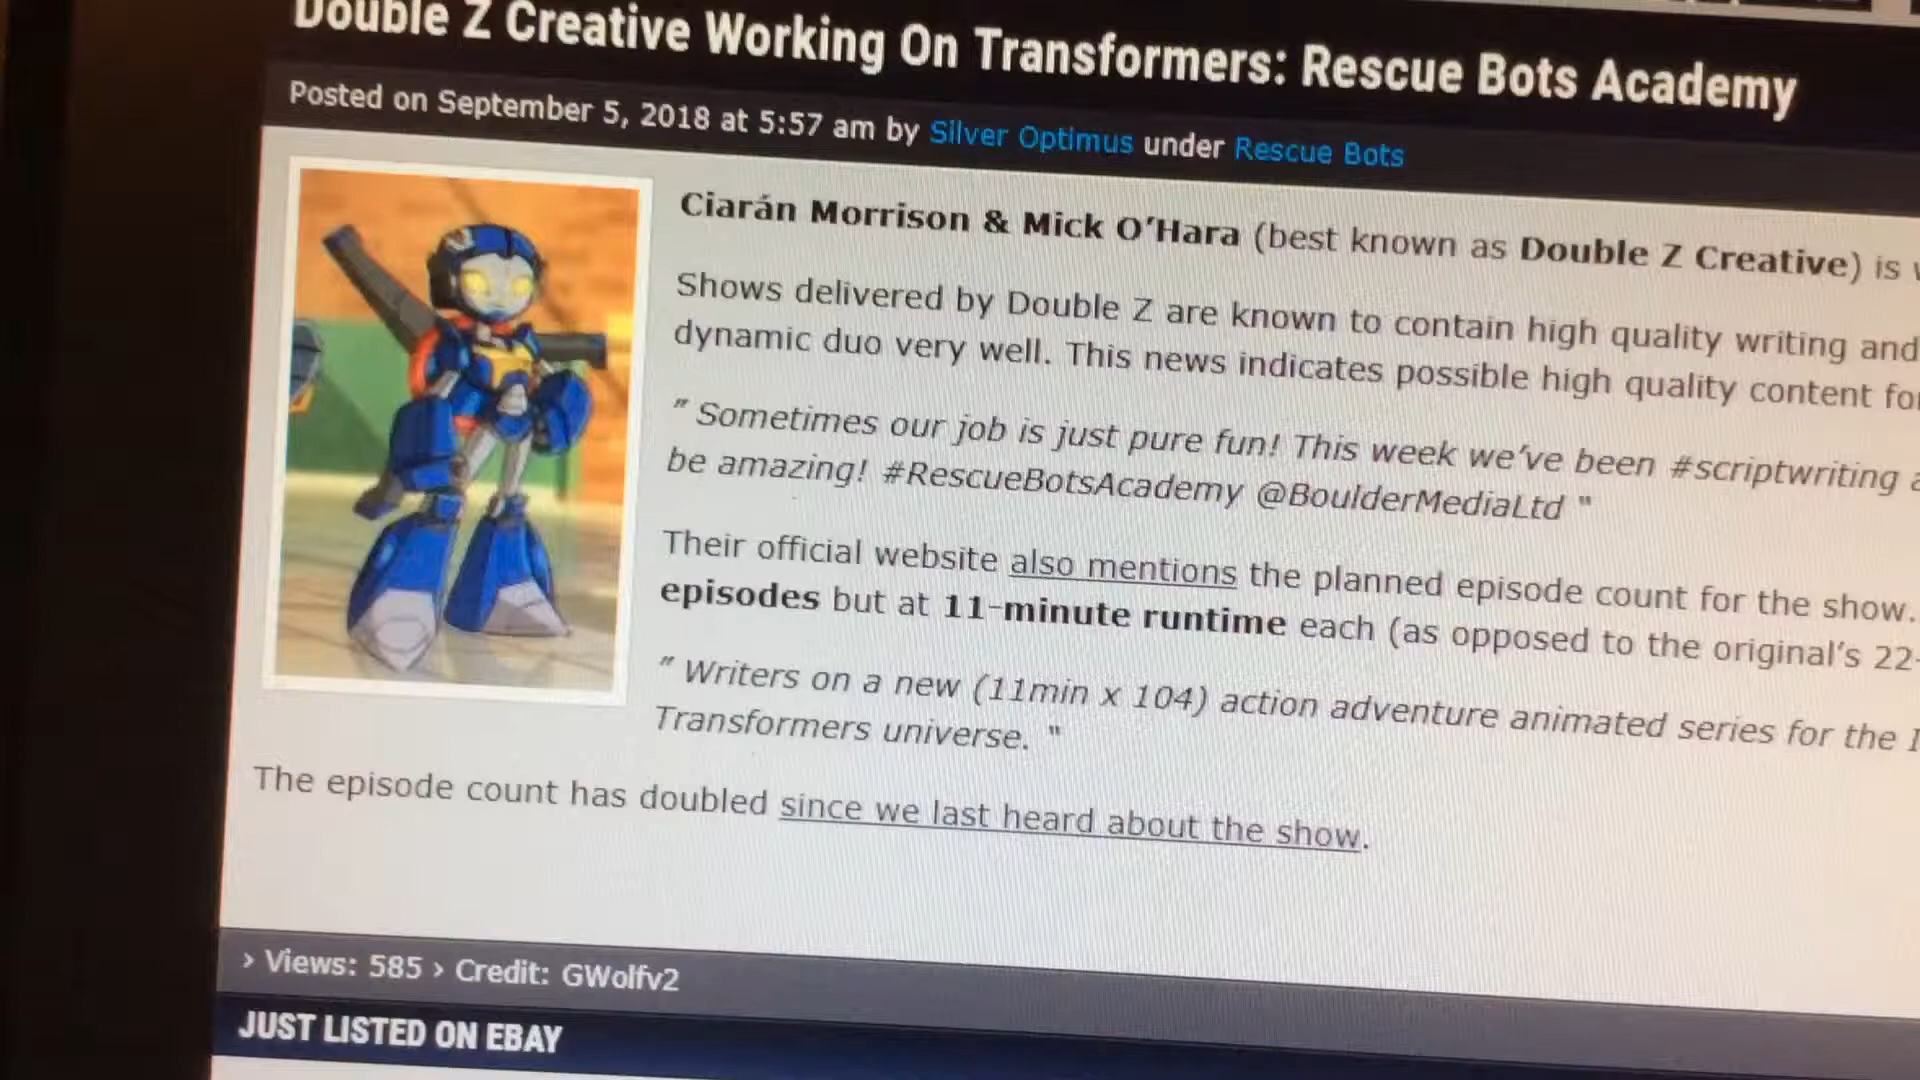 Double Z Creative Working On Transformers: Rescue Bots Academy
Posted on September 5, 2018 at 5:57 am by Silver Optimus under Rescue Bots
Ciarán Morrison & Mick O’Hara (best known as Double Z Creative) is
Shows delivered by Double Z are known to contain high quality writing and
dynamic duo very well. This news indicates possible high quality content for
" Sometimes our job is just pure fun! This week we’ve been #scriptwriting
be amazing! #RescueBotsAcademy @BoulderMediaLtd "
Their official website also mentions the planned episode count for the show.
episodes but at 11-minute runtime each (as opposed to the original’s 22-
" Writers on a new (11min x 104) action adventure animated series for the
Transformers universe. "
The episode count has doubled since we last heard about the show.
› Views: 585 › Credit: GWolfv2
JUST LISTED ON EBAY